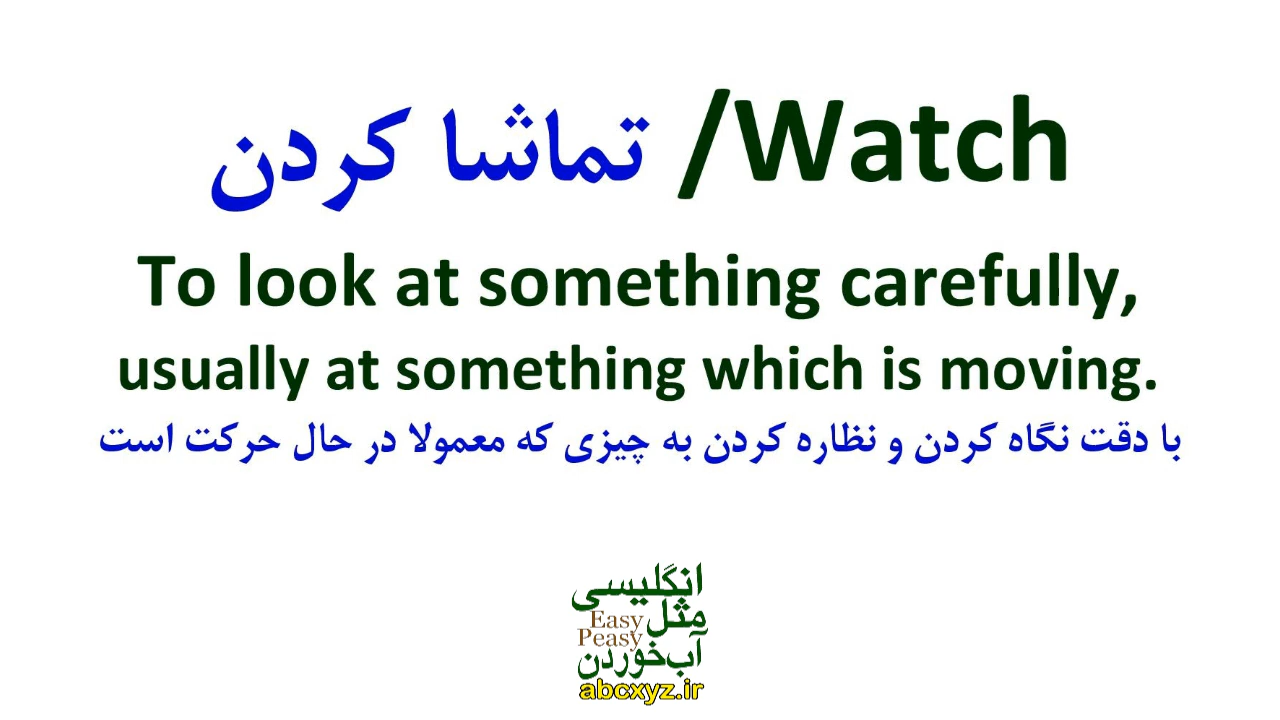 Watch/ تماشا کردن
To look at something carefully,
usually at something which is moving.
با دقت نگاه کردن و نظاره کردن به چیزی که معمولا در حال حرکت است
انگلیسی
مثل
Easy
Peasy
آب‌خوردن
abcxyz.ir